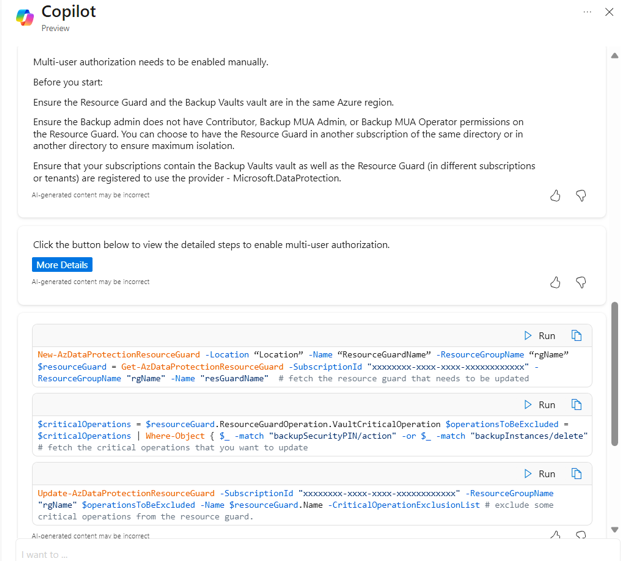 Copilot
Preview
Multi-user authorization needs to be enabled manually.
Before you start:
Ensure the Resource Guard and the Backup Vaults vault are in the same Azure region.
Ensure the Backup admin does not have Contributor, Backup MUA Admin, or Backup MUA Operator permissions on
the Resource Guard. You can choose to have the Resource Guard in another subscription of the same directory or in
another directory to ensure maximum isolation.
Ensure that your subscriptions contain the Backup Vaults vault as well as the Resource Guard (in different subscriptions
or tenants) are registered to use the provider - Microsoft.DataProtection.
AI-generated content may be incorrect
Click the button below to view the detailed steps to enable multi-user authorization.
More Details
AI-generated content may be incorrect
Run
New-AzDataProtectionResourceGuard -Location “Location” -Name “ResourceGuardName” -ResourceGroupName “rgName”
$resourceGuard = Get-AzDataProtectionResourceGuard -SubscriptionId "xxxxxxxx-xxxx-xxxx-xxxxxxxxxxxx" -
ResourceGroupName "rgName" -Name "resGuardName" # fetch the resource guard that needs to be updated
Run
$criticalOperations = $resourceGuard.ResourceGuardOperation.VaultCriticalOperation $operationsToBeExcluded =
$criticalOperations | Where-Object { $_ -match "backupSecurityPIN/action" -or $_ -match "backupInstances/delete"
# fetch the critical operations that you want to update
Run
Update-AzDataProtectionResourceGuard -SubscriptionId "xxxxxxxx-xxxx-xxxx-xxxxxxxxxxxx" -ResourceGroupName
"rgName" $operationsToBeExcluded -Name $resourceGuard.Name -CriticalOperationExclusionList # exclude some
critical operations from the resource guard.
AI-generated content may be incorrect
I want to ...